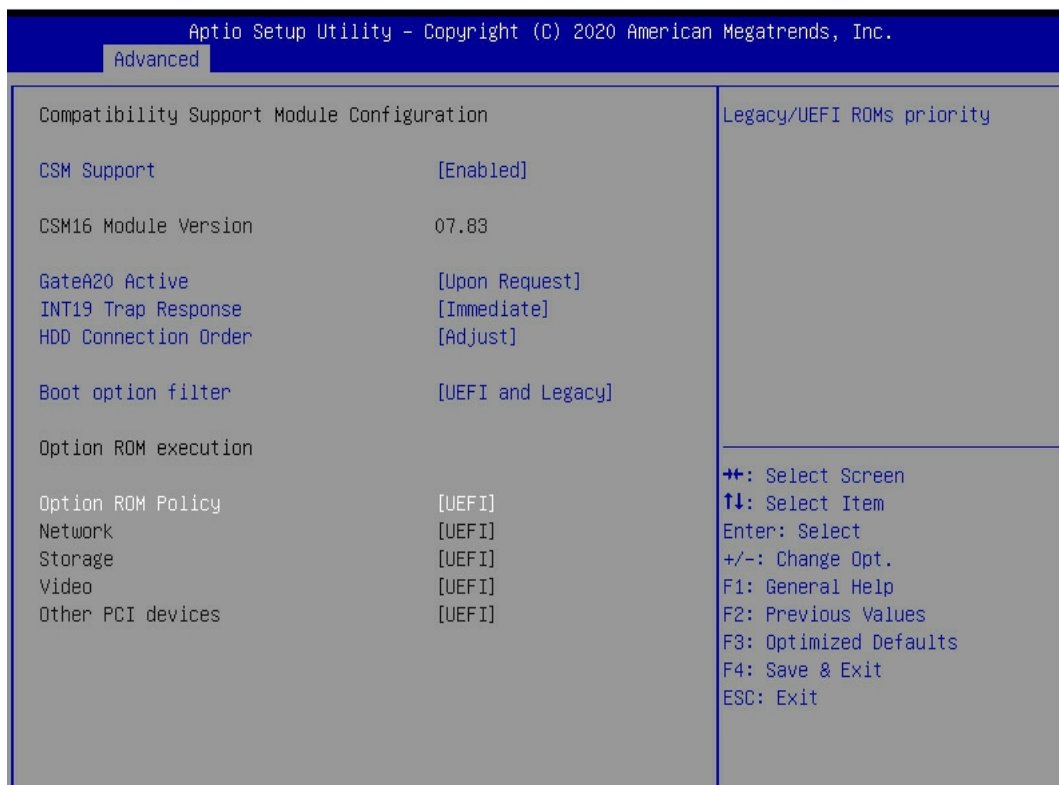 Aptio Setup Utility – Copyright (C) 2020 American Megatrends, Inc.
Advanced
Compatibility Support Module Configuration
CSM Support [Enabled]
CSM16 Module Version 07.83
GateA20 Active [Upon Request]
INT19 Trap Response [Immediate]
HDD Connection Order [Adjust]
Boot option filter [UEFI and Legacy]
Option ROM execution
Option ROM Policy [UEFI]
Network [UEFI]
Storage [UEFI]
Video [UEFI]
Other PCI devices [UEFI]
Legacy/UEFI ROMs priority
→←: Select Screen
↑↓: Select Item
Enter: Select
+/-: Change Opt.
F1: General Help
F2: Previous Values
F3: Optimized Defaults
F4: Save & Exit
ESC: Exit